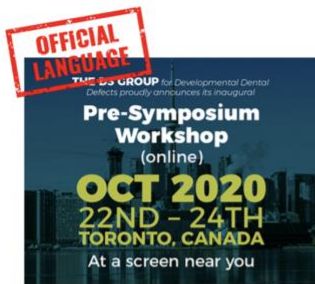 OFFICIAL
LANGUAGE
THE D3 GROUP for Developmental Dental
Defects proudly announces its inaugural
Pre-Symposium
Workshop
(online)
OCT 2020
22ND – 24TH
TORONTO, CANADA
At a screen near you